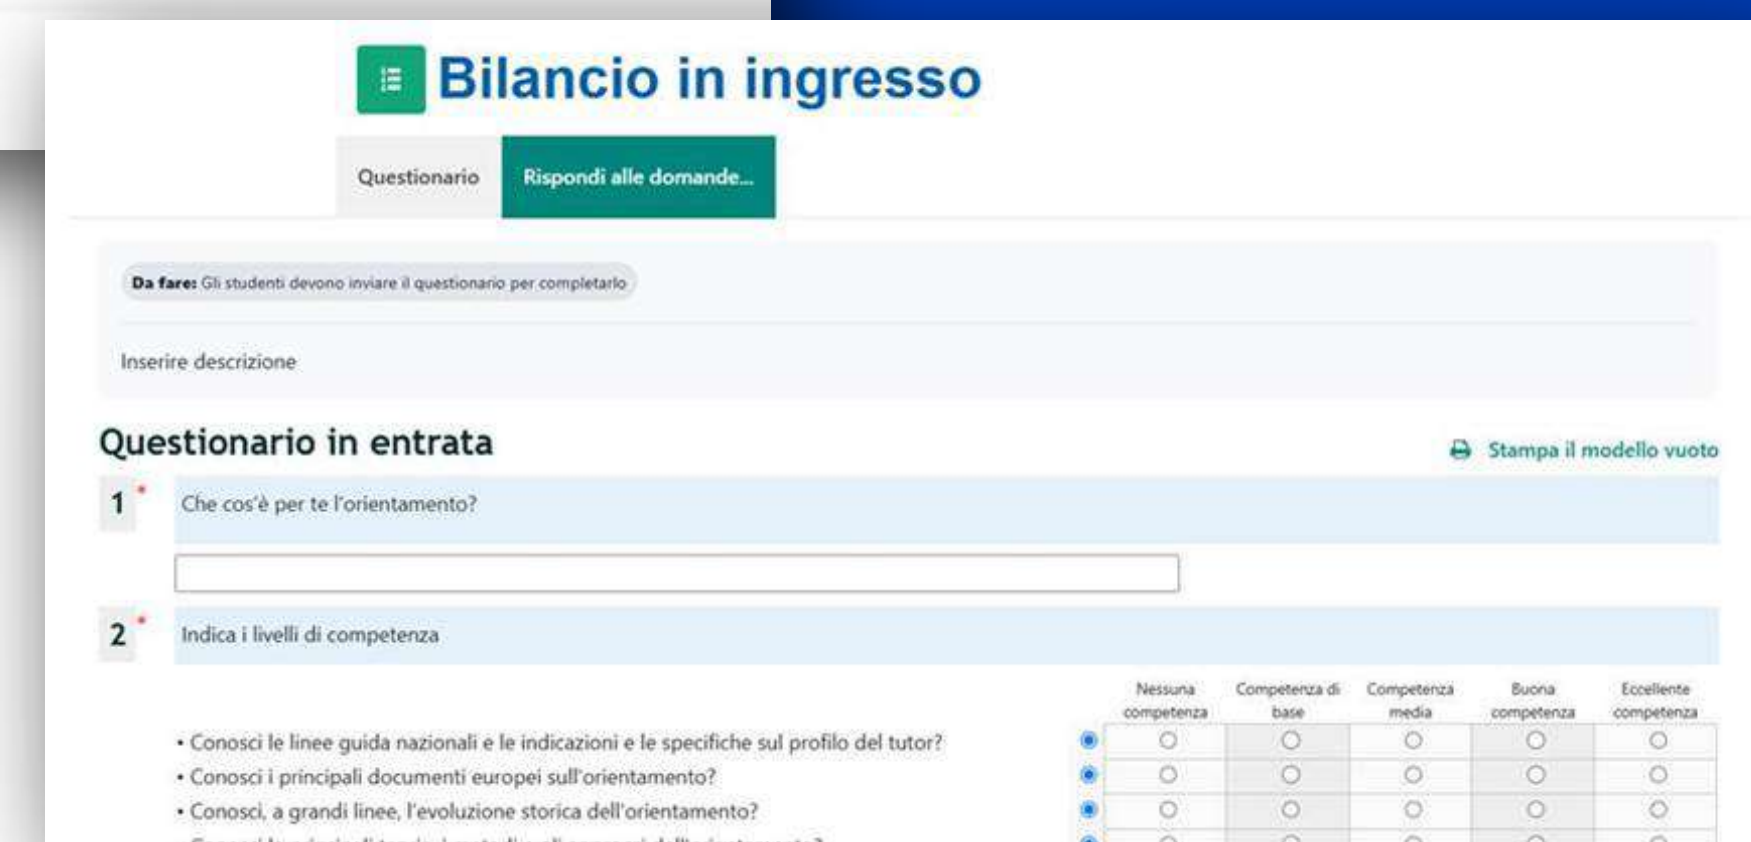 Bilancio in ingresso
Questionario
Rispondi alle domande...
Da fare: Gli studenti devono inviare il questionario per completarlo
Inserire descrizione
Questionario in entrata
Stampa il modello vuoto
1 *
Che cos'è per te l'orientamento?
2 *
Indica i livelli di competenza
Nessuna competenza
Competenza di base
Competenza media
Buona competenza
Eccellente competenza
• Conosci le linee guida nazionali e le indicazioni e le specifiche sul profilo del tutor?
• Conosci i principali documenti europei sull'orientamento?
• Conosci, a grandi linee, l'evoluzione storica dell'orientamento?